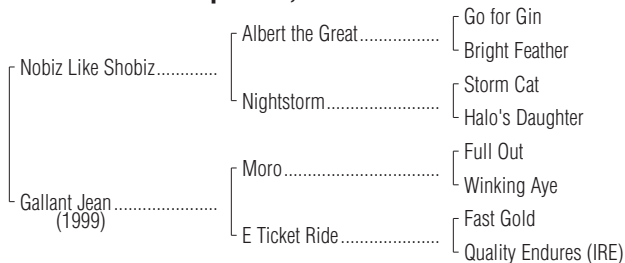 Go for Gin
Albert the Great..................
Bright Feather
Nobiz Like Shobiz.............
Storm Cat
Nightstorm.........................
Halo's Daughter
Full Out
Moro...................................
Winking Aye
Gallant Jean.......................
(1999)
Fast Gold
E Ticket Ride......................
Quality Endures (IRE)